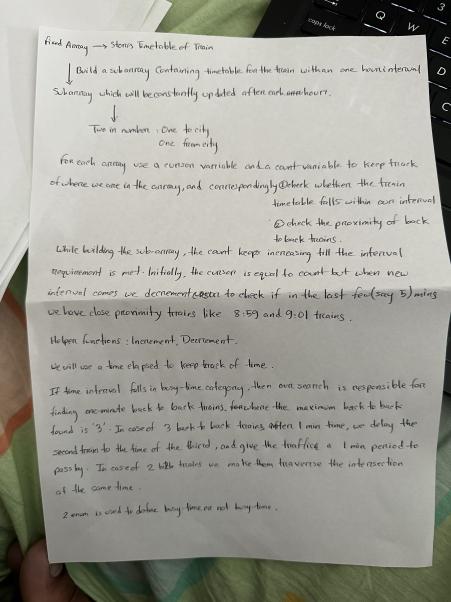 Fixed Array → Stores Timetable of Train
Build a subarray containing timetable for the train within one hour interval
Subarray which will be constantly updated after each hours.
Two in number : One to city
One from city
For each array use a cursor variable and a count variable to keep track
of where we are in the array, and correspondingly ① check whether the train
timetable falls within our interval
② check the proximity of back
to back trains.
While building the sub-array, the count keeps increasing till the interval
requirement is met. Initially, the cursor is equal to count but when new
interval comes we decrement to check if in the last few (say 5) mins
we have close proximity trains like 8:59 and 9:01 trains.
Helper functions : Increment, Decrement.
We will use a time elapsed to keep track of time.
If time interval falls in busy-time category, then our search is responsible for
finding one-minute back to back trains, where the maximum back to back
found is '3'. In case of 3 back to back trains after 1 min time, we delay the
second train to the time of the third, and give the traffic a 1 min period to
pass by. In case of 2 trains we make them traverse the intersection
at the same time.
2 enum is used to define busy-time or not busy-time.
caps lock
Q
W
3
E
D
C